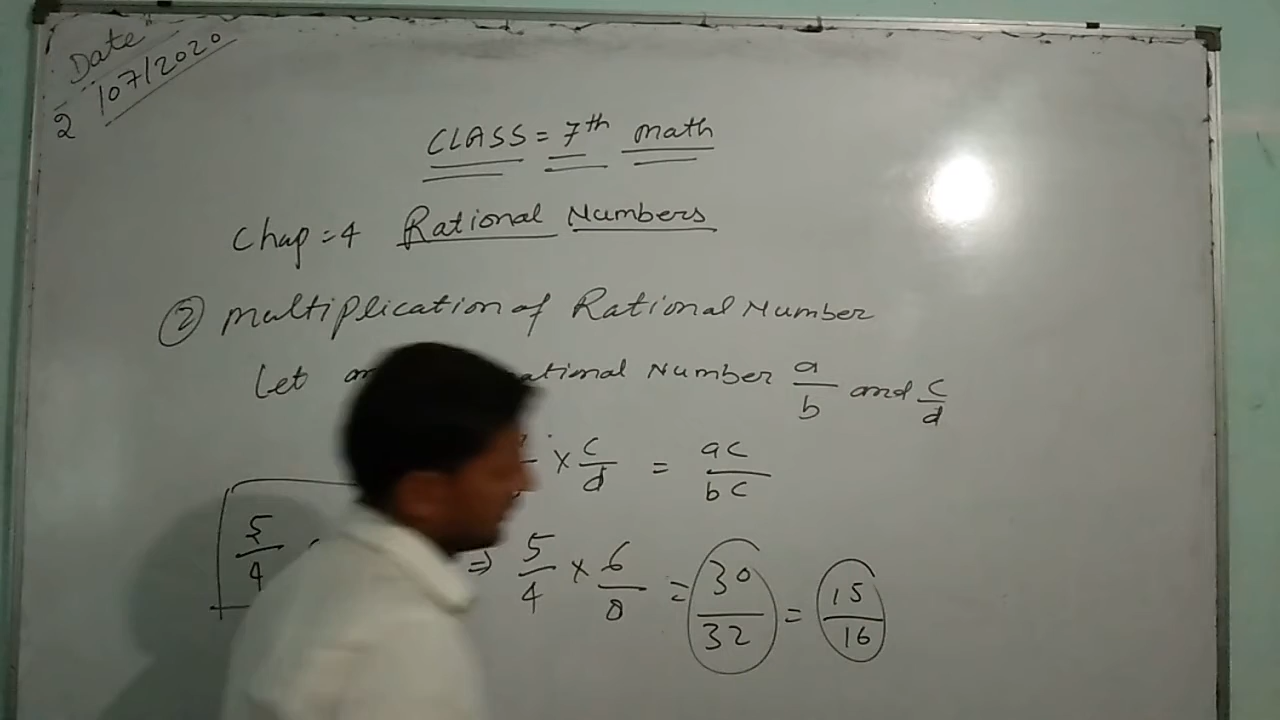 Date
2/07/2020
CLASS = 7th math
Chap = 4 Rational Numbers
② Multiplication of Rational Number
Let Number a/b and c/d
× c/d = ac/bc
5/4 ⇒ 5/4 × 6/8 = 30/32 = 15/16